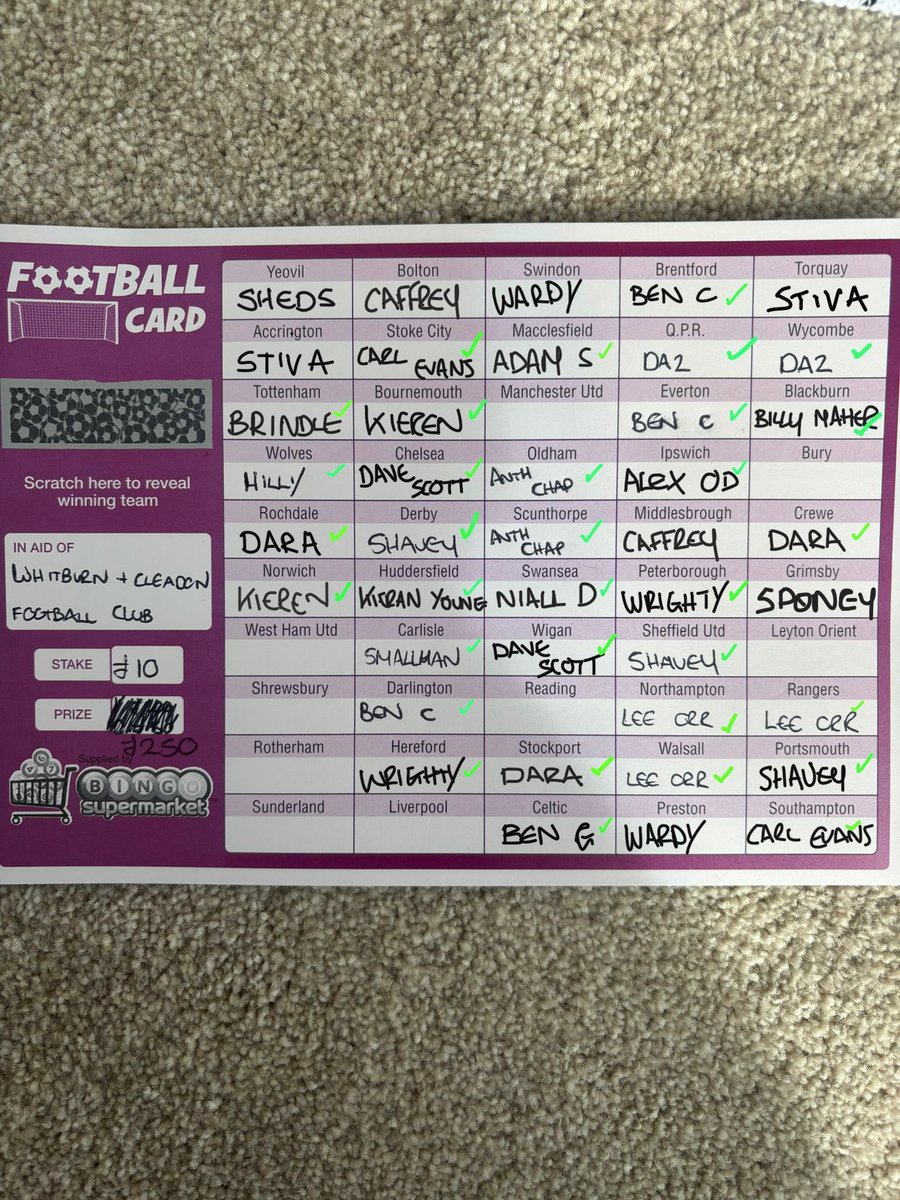 FOOTBALL
CARD
Scratch here to reveal
winning team
IN AID OF
WHITBURN + CLEADON
FOOTBALL CLUB
STAKE £10
PRIZE
£250
Supplied by
BINGO
supermarket
Yeovil Bolton Swindon Brentford Torquay
SHEDS CAFFREY WARDY BEN C ✓ STIVA
Accrington Stoke City Macclesfield Q.P.R. Wycombe
STIVA CARL EVANS ✓ ADAM S ✓ DAZ ✓ DAZ ✓
Tottenham Bournemouth Manchester Utd Everton Blackburn
BRINDLE ✓ KIEREN ✓ BEN C ✓ BILLY MAHER ✓
Wolves Chelsea Oldham Ipswich Bury
✓ DAVE SCOTT ✓ ANTH CHAP ✓ ALEX OD ✓
Rochdale Derby Scunthorpe Middlesbrough Crewe
DARA ✓ SHAVEY ✓ ANTH CHAP ✓ CAFFREY DARA ✓
Norwich Huddersfield Swansea Peterborough Grimsby
KIEREN ✓ KIERAN YOUNG ✓ NIALL D ✓ WRIGHTY ✓ SPONEY
West Ham Utd Carlisle Wigan Sheffield Utd Leyton Orient
SMALLMAN ✓ DAVE SCOTT ✓ SHAVEY ✓
Shrewsbury Darlington Reading Northampton Rangers
BEN C ✓ LEE ORR ✓ LEE ORR ✓
Rotherham Hereford Stockport Walsall Portsmouth
WRIGHTY ✓ DARA ✓ LEE ORR ✓ SHAVEY ✓
Sunderland Liverpool Celtic Preston Southampton
BEN G ✓ WARDY CARL EVANS ✓